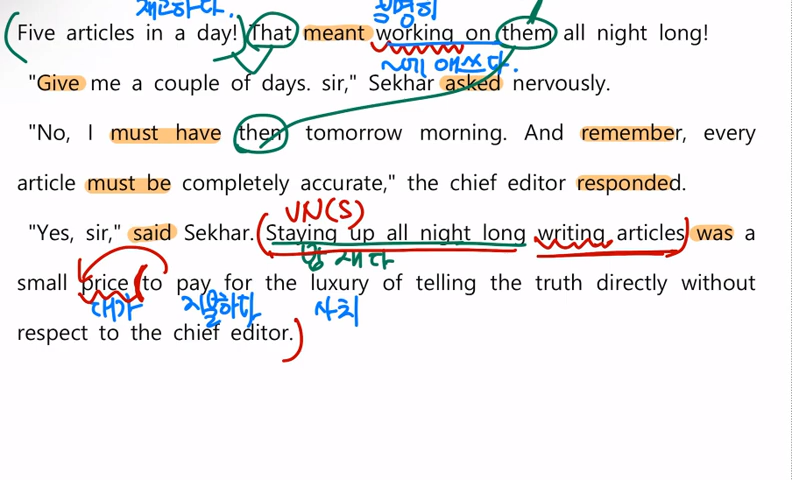 제고하다.
분명히
Five articles in a day! That meant working on them all night long!
~에 애쓰다.
"Give me a couple of days. sir," Sekhar asked nervously.
"No, I must have then tomorrow morning. And remember, every
article must be completely accurate," the chief editor responded.
VN(S)
"Yes, sir," said Sekhar. (Staying up all night long writing articles) was a
밤 새다
small price to pay for the luxury of telling the truth directly without
대가 지불하다 사치
respect to the chief editor.)